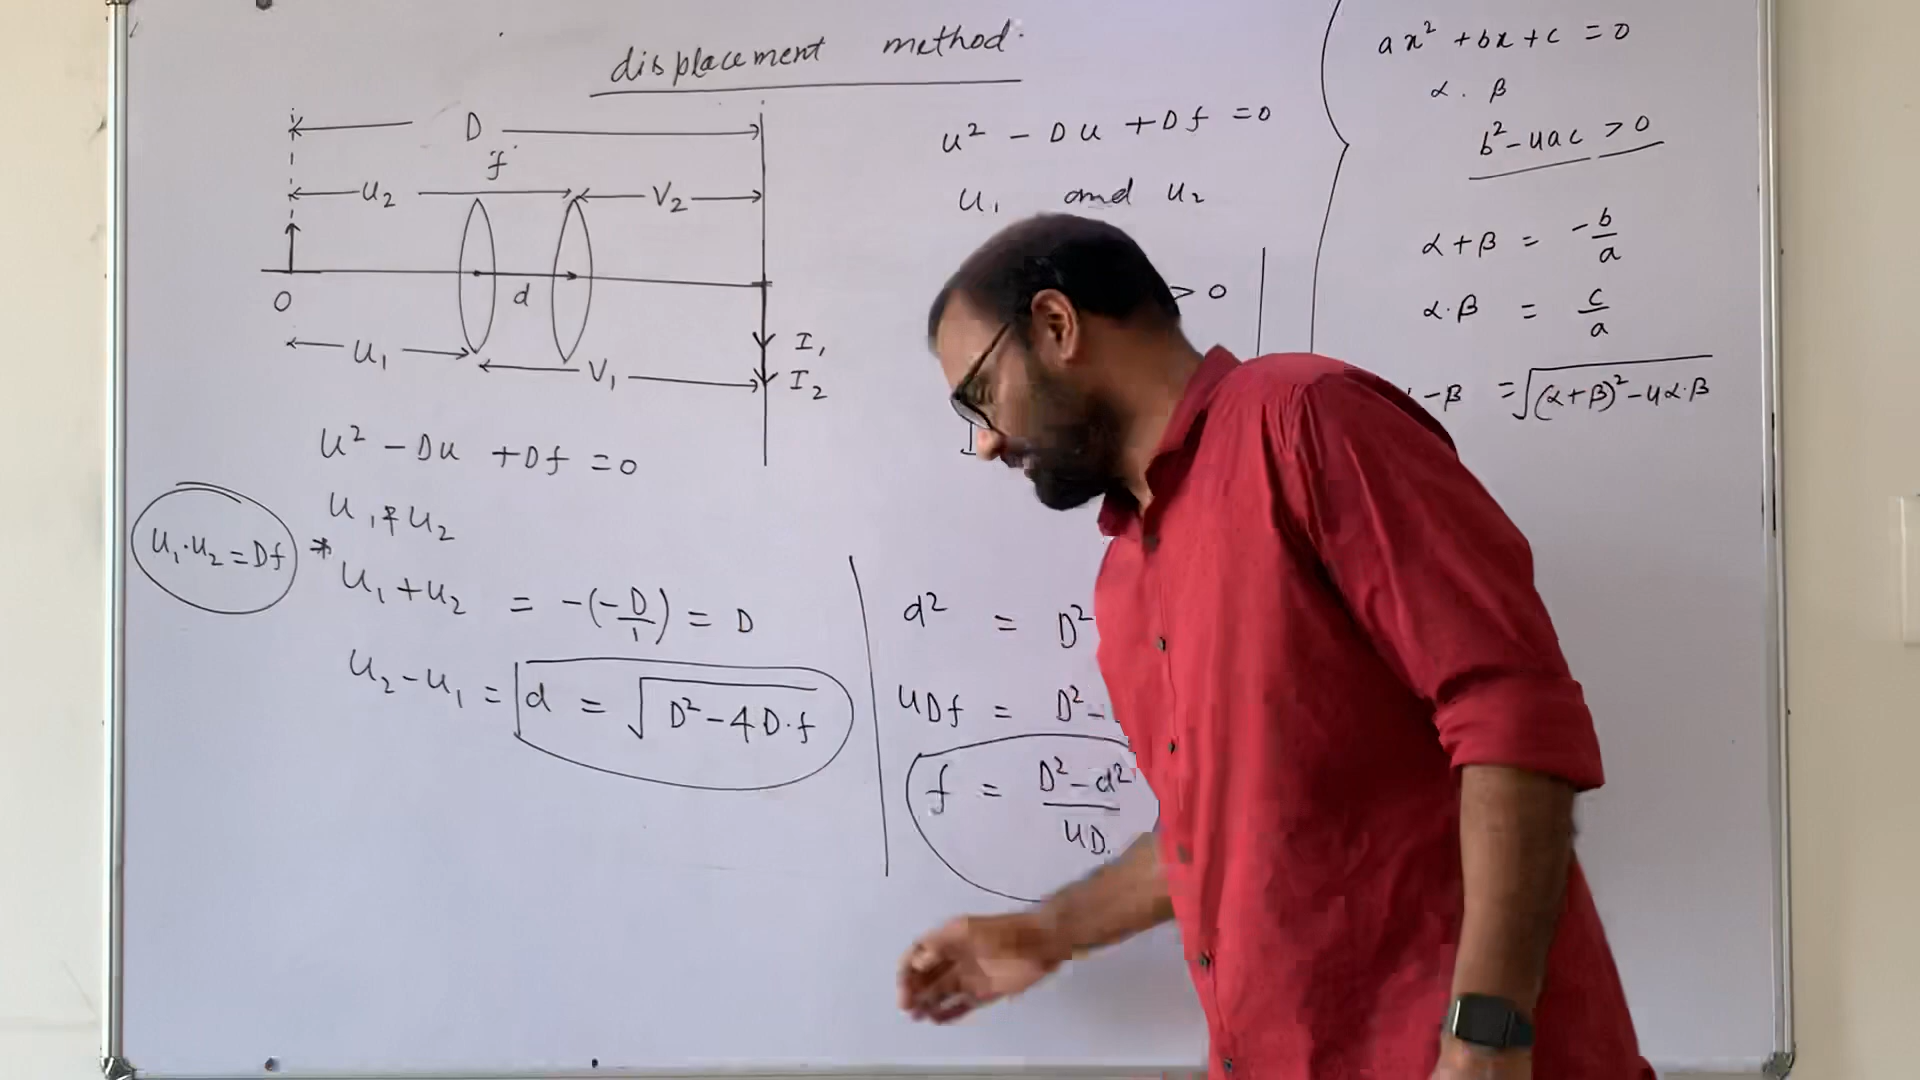 displacement method.
D
f
u₂ V₂
O d
u₁ V₁
I₁
I₂
u² - Du + Df = 0
u₁ & u₂
u₁·u₂ = Df *
u₁ + u₂ = -(-D/1) = D
u₂ - u₁ = d = √(D² - 4D·f)
u² - Du + Df = 0
u₁ and u₂
> 0
d² = D²
4Df = D² -
f = (D² - d²)/4D.
ax² + bx + c = 0
α . β
b² - 4ac > 0
α + β = -b/a
α·β = c/a
- β = √((α+β)² - 4α·β)